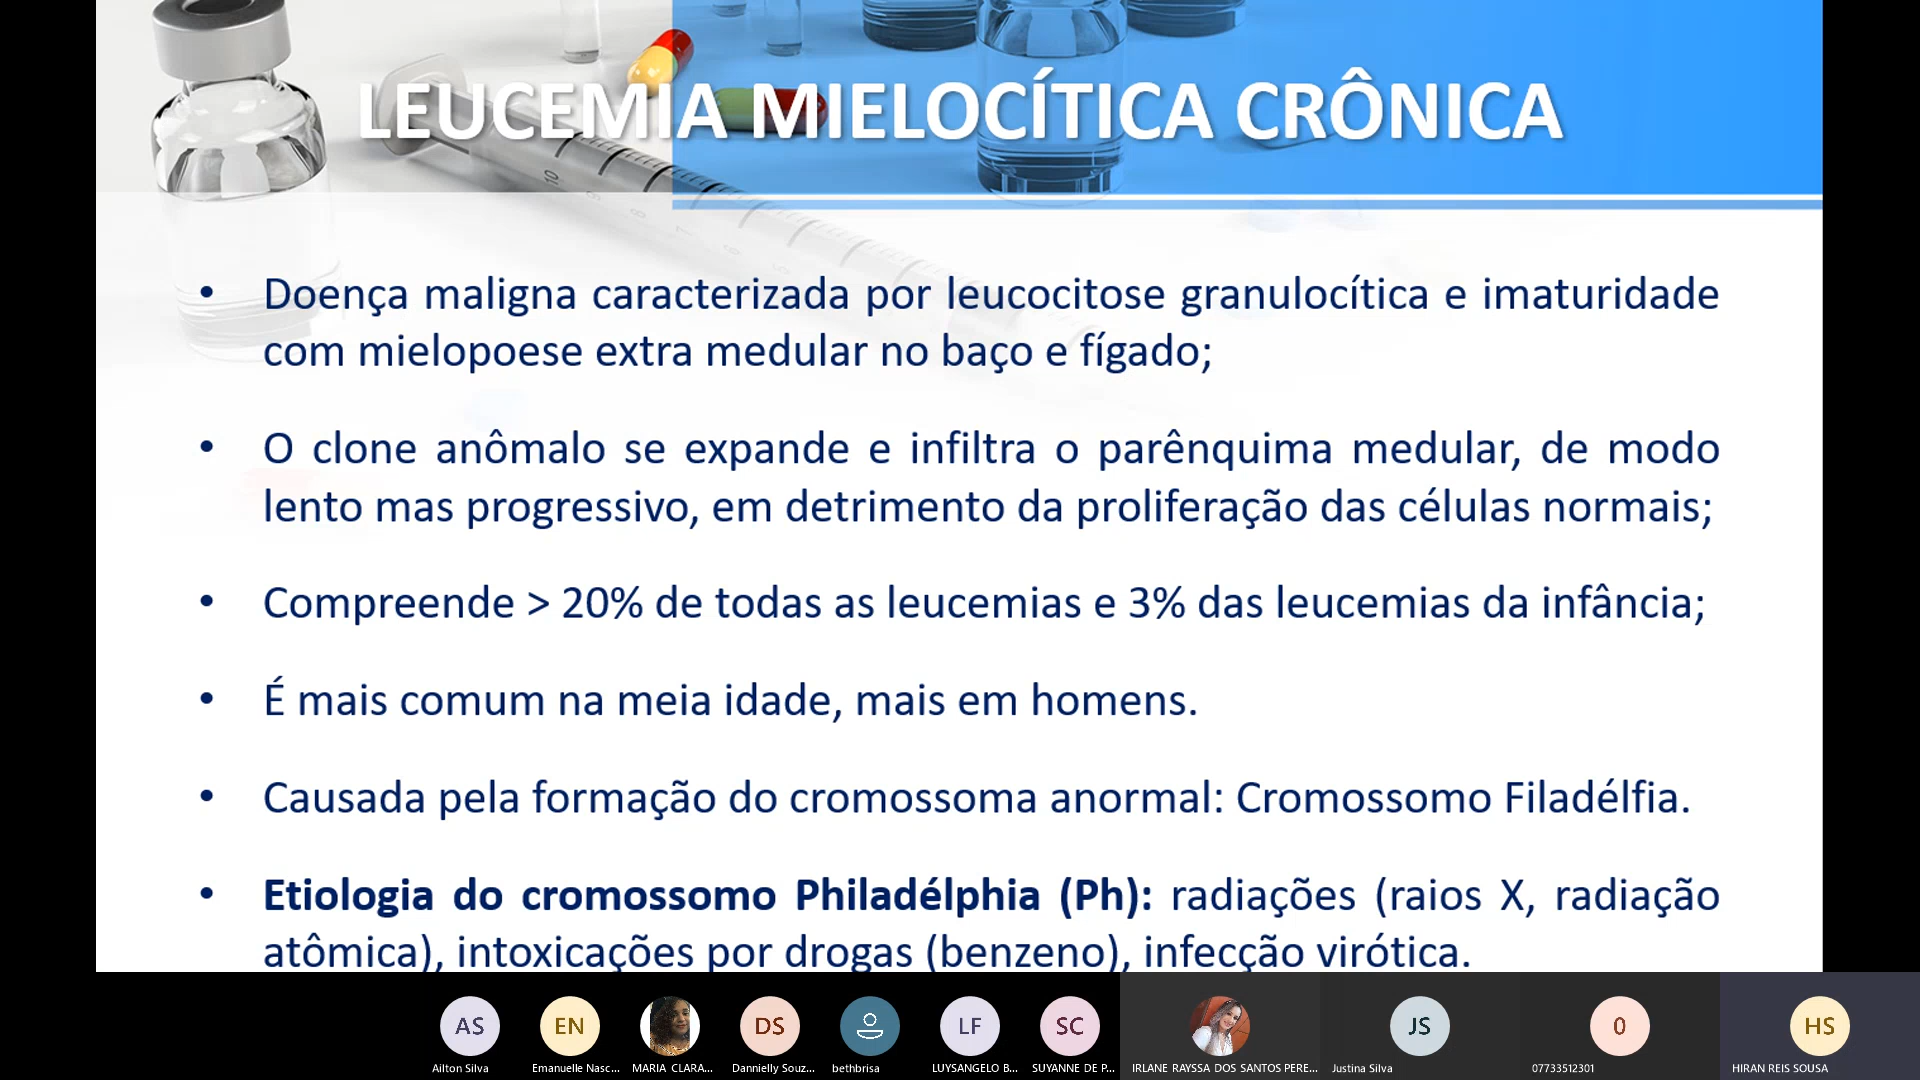 LEUCEMIA MIELOCÍTICA CRÔNICA
• Doença maligna caracterizada por leucocitose granulocítica e imaturidade
com mielopoese extra medular no baço e fígado;
• O clone anômalo se expande e infiltra o parênquima medular, de modo
lento mas progressivo, em detrimento da proliferação das células normais;
• Compreende > 20% de todas as leucemias e 3% das leucemias da infância;
• É mais comum na meia idade, mais em homens.
• Causada pela formação do cromossoma anormal: Cromossomo Filadélfia.
• Etiologia do cromossomo Philadélphia (Ph): radiações (raios X, radiação
atômica), intoxicações por drogas (benzeno), infecção virótica.
AS EN DS LF SC JS 0 HS
Ailton Silva Emanuelle Nasc... MARIA CLARA... Dannielly Souz... bethbrisa LUYSANGELO B... SUYANNE DE P... IRLANE RAYSSA DOS SANTOS PERE... Justina Silva 07733512301 HIRAN REIS SOUSA